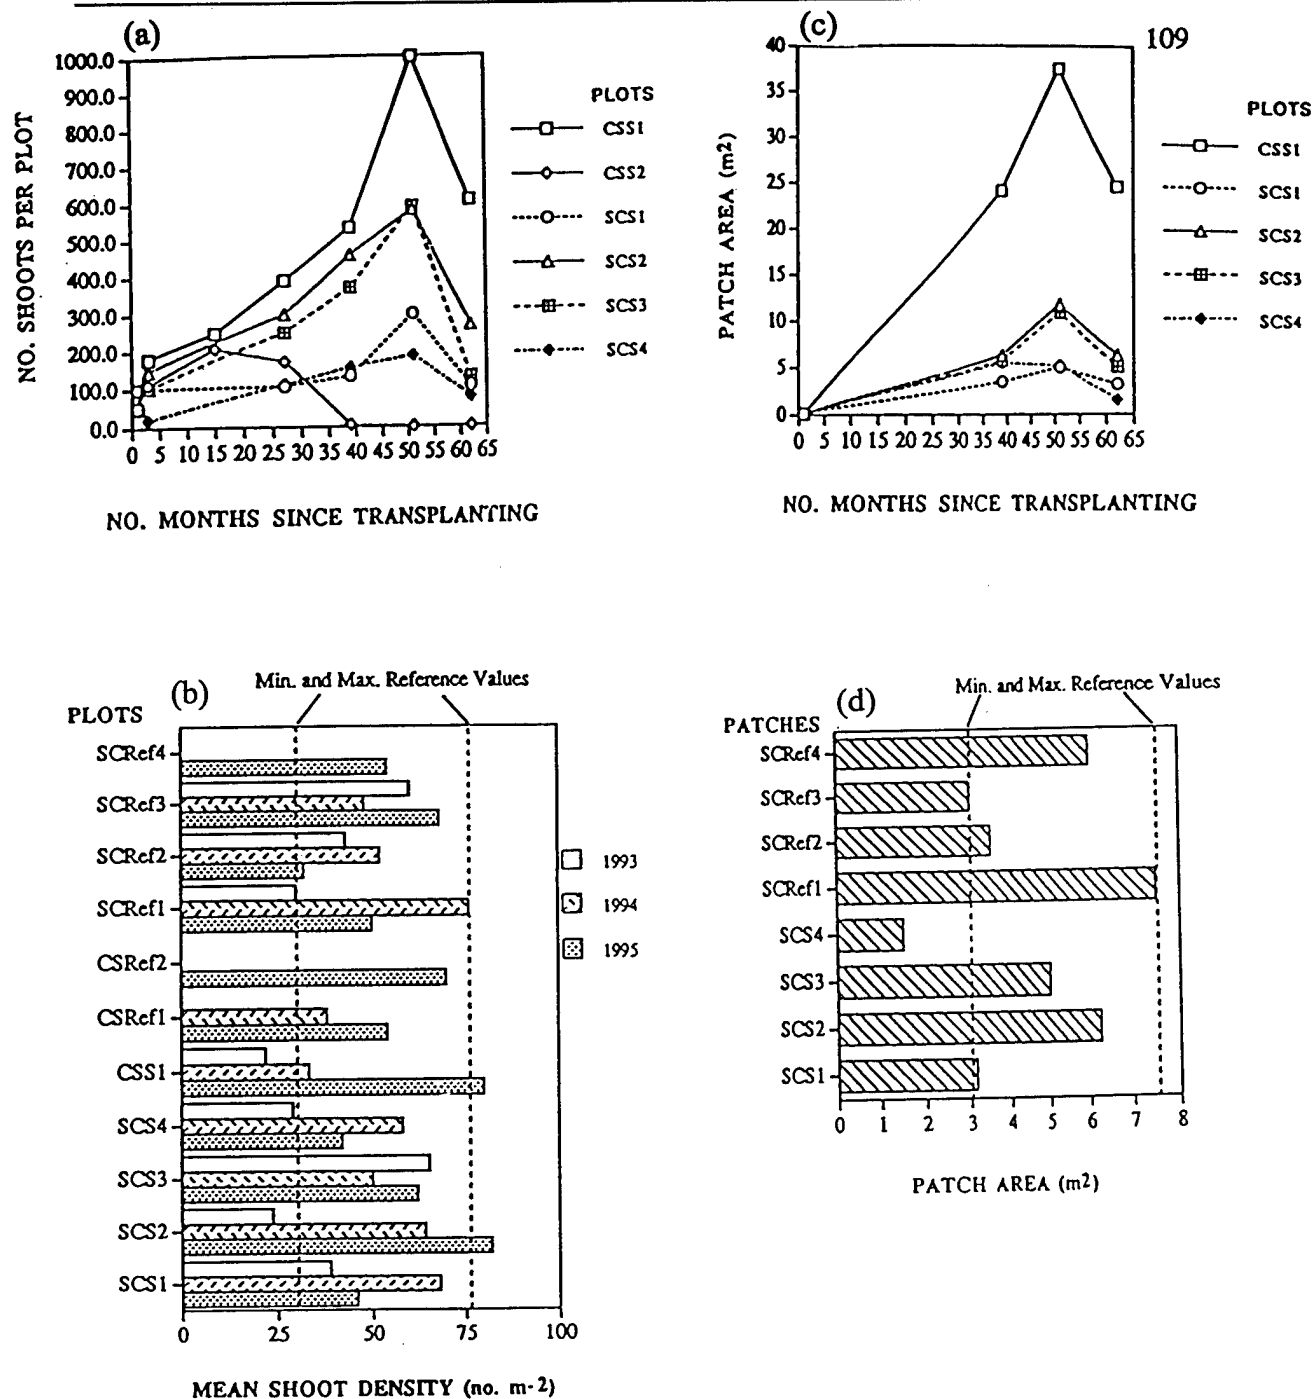 (a)
1000.0
900.0
800.0
700.0
600.0
500.0
400.0
300.0
200.0
100.0
0.0
NO. SHOOTS PER PLOT
0 5 10 15 20 25 30 35 40 45 50 55 60 65
NO. MONTHS SINCE TRANSPLANTING
PLOTS
CSS1
CSS2
SCS1
SCS2
SCS3
SCS4
(c)
109
40
35
30
25
20
15
10
5
0
PATCH AREA (m2)
0 5 10 15 20 25 30 35 40 45 50 55 60 65
NO. MONTHS SINCE TRANSPLANTING
PLOTS
CSS1
SCS1
SCS2
SCS3
SCS4
(b)
Min. and Max. Reference Values
PLOTS
SCRef4
SCRef3
SCRef2
SCRef1
CSRef2
CSRef1
CSS1
SCS4
SCS3
SCS2
SCS1
0 25 50 75 100
MEAN SHOOT DENSITY (no. m-2)
1993
1994
1995
(d)
Min. and Max. Reference Values
PATCHES
SCRef4
SCRef3
SCRef2
SCRef1
SCS4
SCS3
SCS2
SCS1
0 1 2 3 4 5 6 7 8
PATCH AREA (m2)